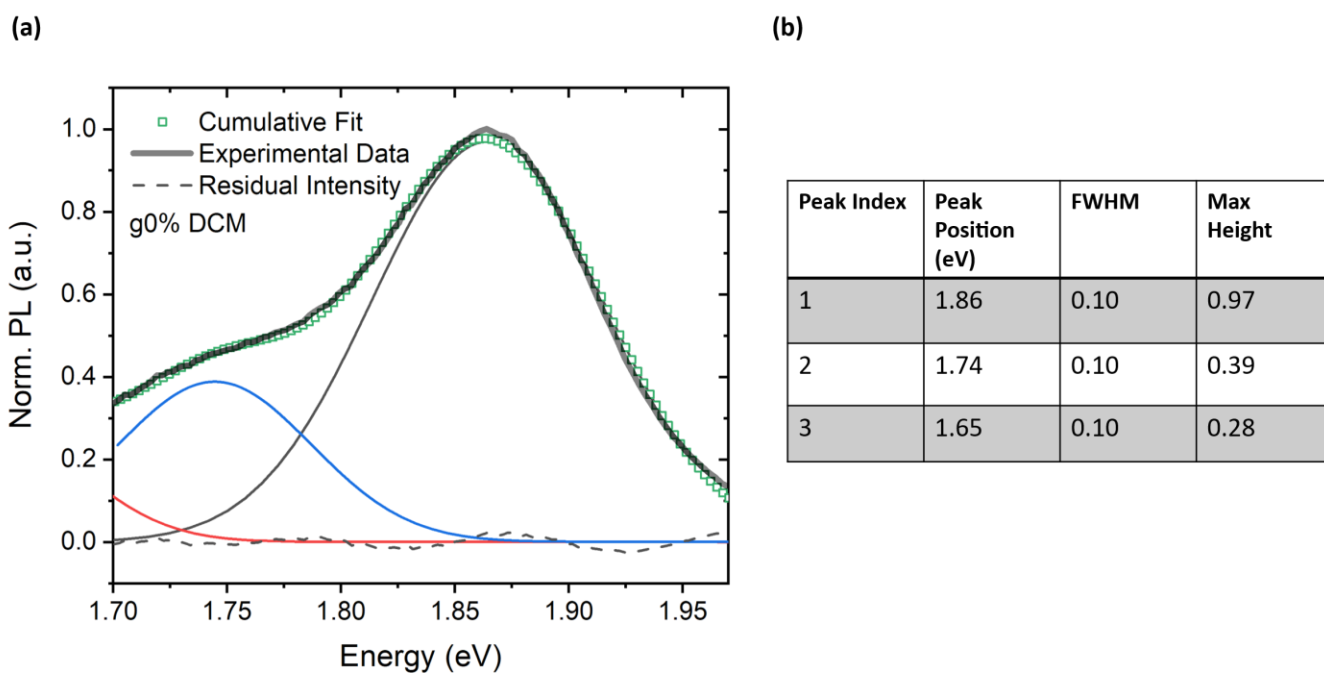 (a)
(b)
Cumulative Fit
Experimental Data
Residual Intensity
g0% DCM
Norm. PL (a.u.)
1.0
0.8
0.6
0.4
0.2
0.0
1.70 1.75 1.80 1.85 1.90 1.95
Energy (eV)
Peak Index Peak Position (eV) FWHM Max Height
1 1.86 0.10 0.97
2 1.74 0.10 0.39
3 1.65 0.10 0.28